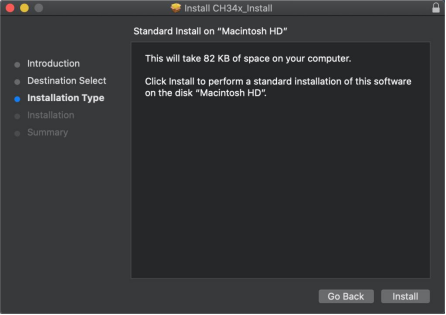 Install CH34x_Install
Standard Install on “Macintosh HD”
Introduction
Destination Select
Installation Type
Installation
Summary
This will take 82 KB of space on your computer.
Click Install to perform a standard installation of this software
on the disk “Macintosh HD”.
Go Back
Install